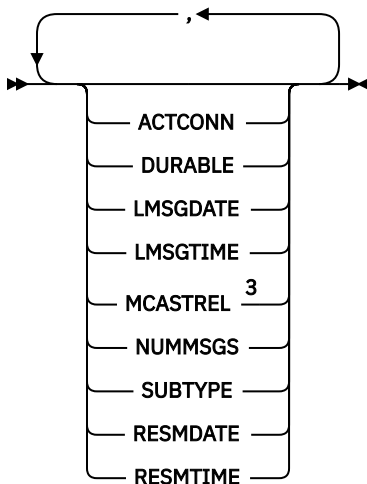 ,
ACTCONN
DURABLE
LMSGDATE
LMSGTIME
MCASTREL 3
NUMMSGS
SUBTYPE
RESMDATE
RESMTIME